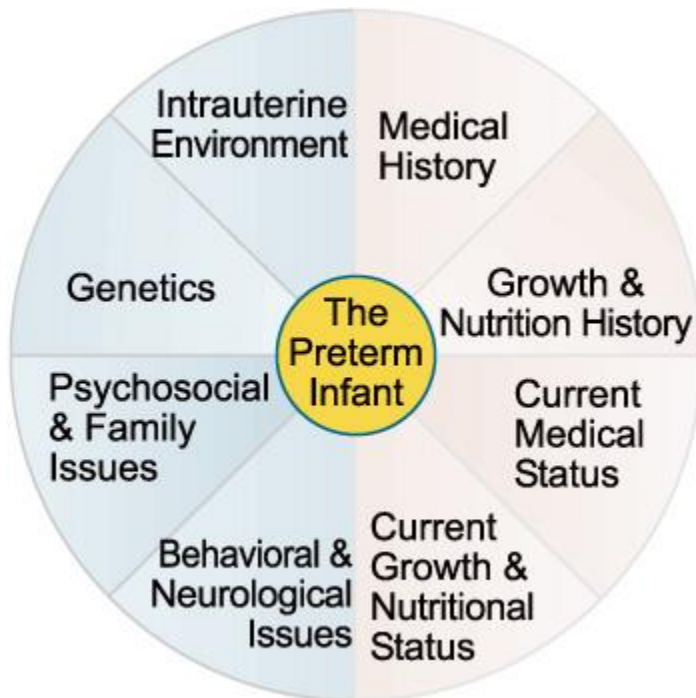 Intrauterine
Environment
Medical
History
Growth &
Nutrition History
Current
Medical
Status
Current
Growth &
Nutritional
Status
Behavioral &
Neurological
Issues
Psychosocial
& Family
Issues
Genetics
The
Preterm
Infant